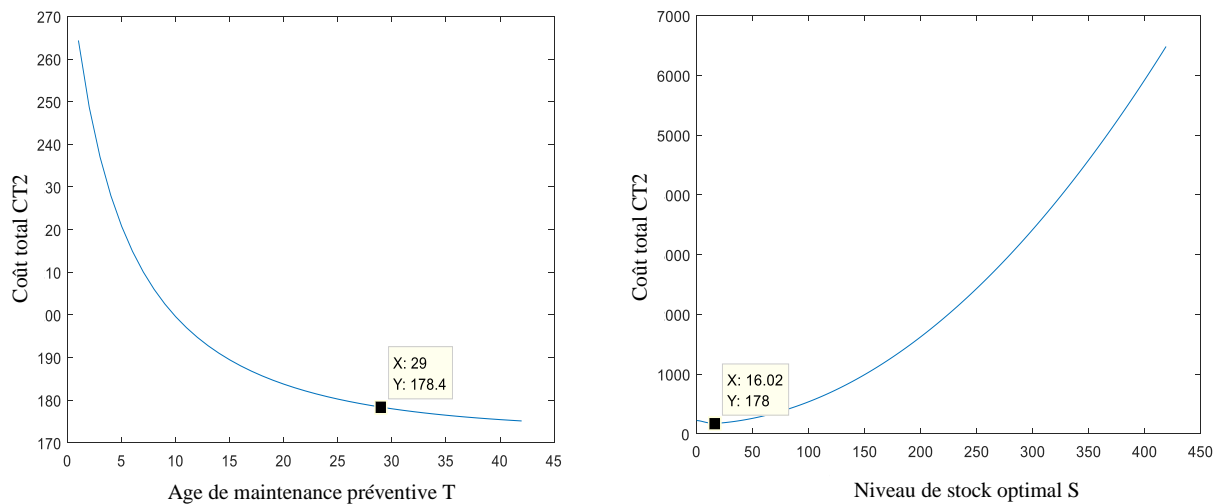 270
260
250
240
230
20
10
00
190
180
170
0 5 10 15 20 25 30 35 40 45
Coût total CT2
X: 29
Y: 178.4
Age de maintenance préventive T
7000
6000
5000
000
000
000
1000
0
0 50 100 150 200 250 300 350 400 450
Coût total CT2
X: 16.02
Y: 178
Niveau de stock optimal S